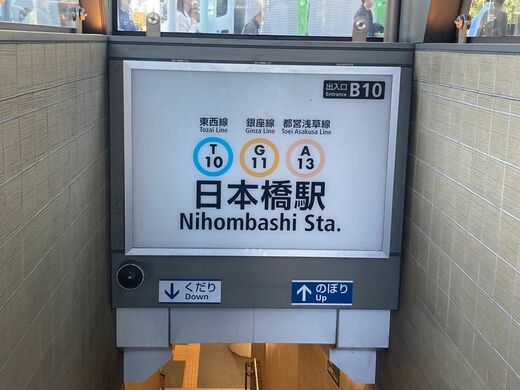 出入口
Entrance B10
東西線 銀座線 都営浅草線
Tozai Line Ginza Line Toei Asakusa Line
T G A
10 11 13
日本橋駅
Nihombashi Sta.
↓ くだり ↑ のぼり
Down Up